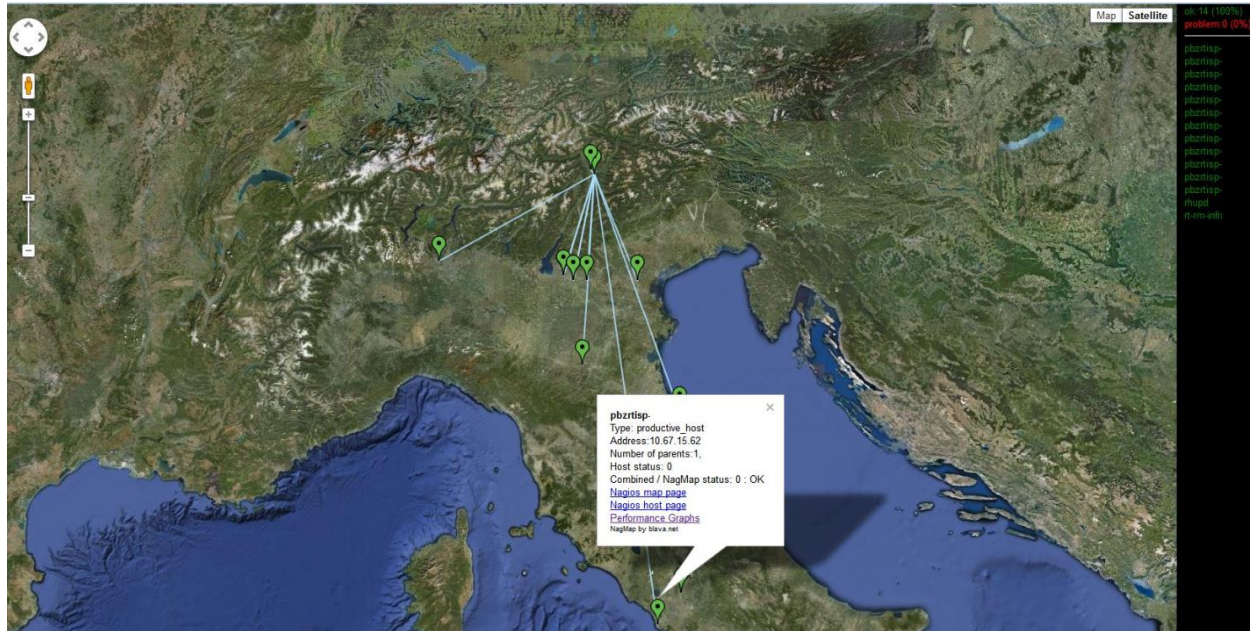 Map Satellite
ok:14 (100%)
problem:0 (0%)
pbzrtisp-
pbzrtisp-
pbzrtisp-
pbzrtisp-
pbzrtisp-
pbzrtisp-
pbzrtisp-
pbzrtisp-
pbzrtisp-
pbzrtisp-
pbzrtisp-
pbzrtisp-
rhupd
rt-rm-infn
pbzrtisp-
Type: productive_host
Address:10.67.15.62
Number of parents:1,
Host status: 0
Combined / NagMap status: 0 : OK
Nagios map page
Nagios host page
Performance Graphs
NagMap by blava.net